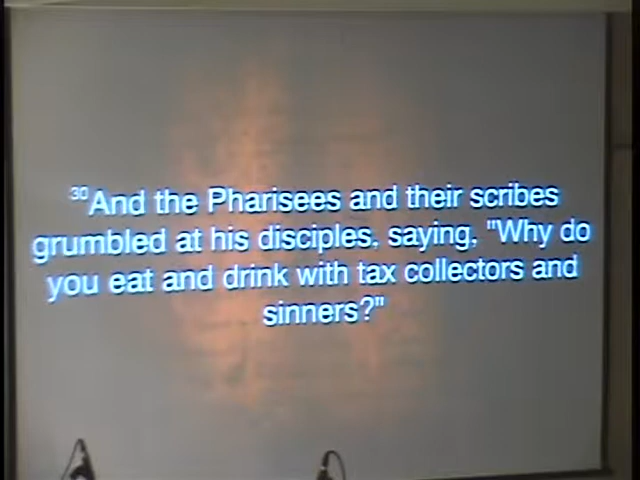 30And the Pharisees and their scribes
grumbled at his disciples, saying, "Why do
you eat and drink with tax collectors and
sinners?"